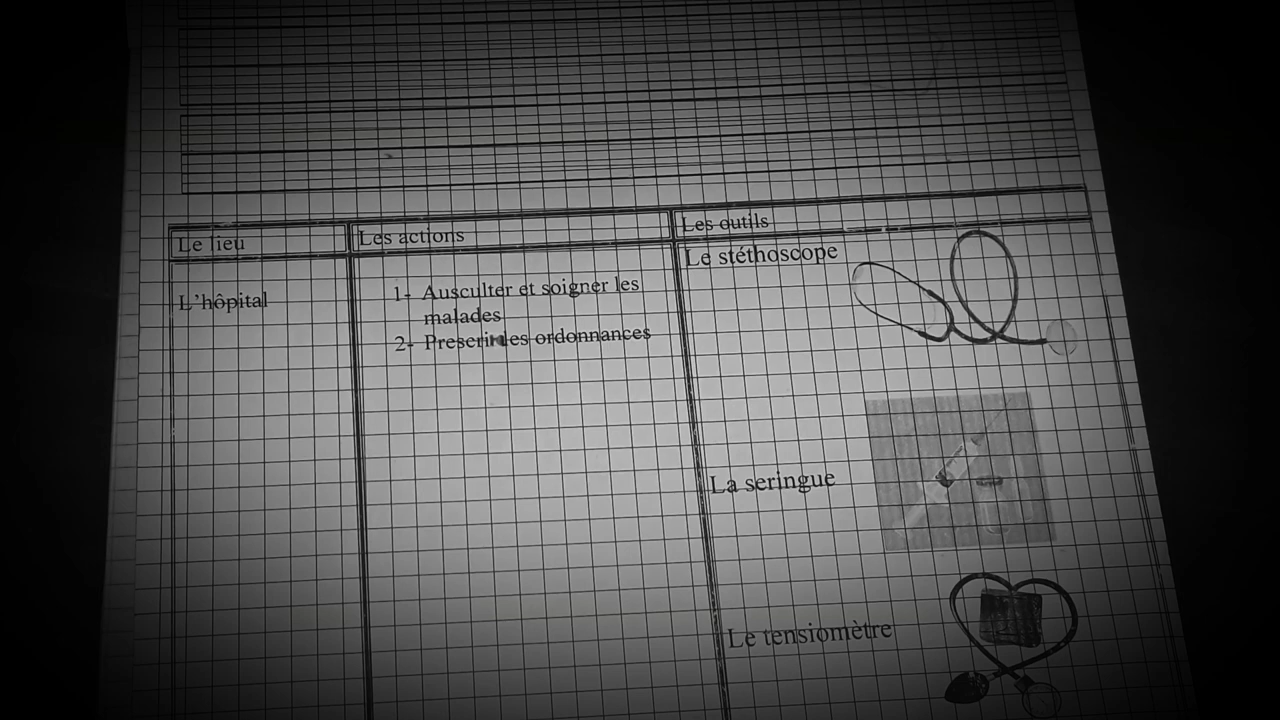 Le lieu
Les actions
Les outils
L'hôpital
1- Ausculter et soigner les
malades
2- les ordonnances
Le stéthoscope
La seringue
Le tensiomètre